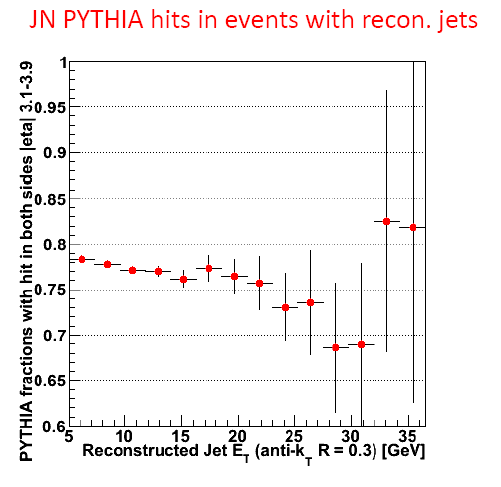 JN PYTHIA hits in events with recon. jets
PYTHIA fractions with hit in both sides |eta| 3.1-3.9
1
0.95
0.9
0.85
0.8
0.75
0.7
0.65
0.6
5 10 15 20 25 30 35
Reconstructed Jet E_T (anti-k_T R = 0.3) [GeV]